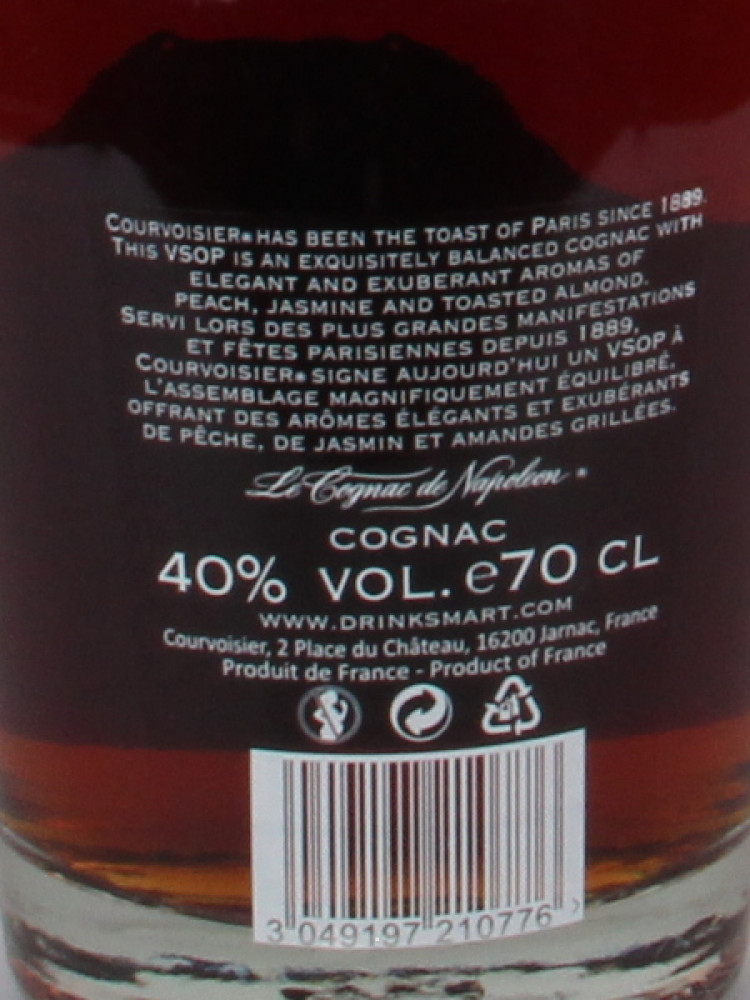 COURVOISIER® HAS BEEN THE TOAST OF PARIS SINCE 1889.
THIS VSOP IS AN EXQUISITELY BALANCED COGNAC WITH
ELEGANT AND EXUBERANT AROMAS OF
PEACH, JASMINE AND TOASTED ALMOND.
SERVI LORS DES PLUS GRANDES MANIFESTATIONS
ET FÊTES PARISIENNES DEPUIS 1889,
COURVOISIER® SIGNE AUJOURD'HUI UN VSOP À
L'ASSEMBLAGE MAGNIFIQUEMENT ÉQUILIBRÉ,
OFFRANT DES ARÔMES ÉLÉGANTS ET EXUBÉRANTS
DE PÊCHE, DE JASMIN ET AMANDES GRILLÉES.
Le Cognac de Napoleon ®
COGNAC
40% VOL. e70 CL
WWW.DRINKSMART.COM
Courvoisier, 2 Place du Château, 16200 Jarnac, France
Produit de France - Product of France
3 049197 210776 >